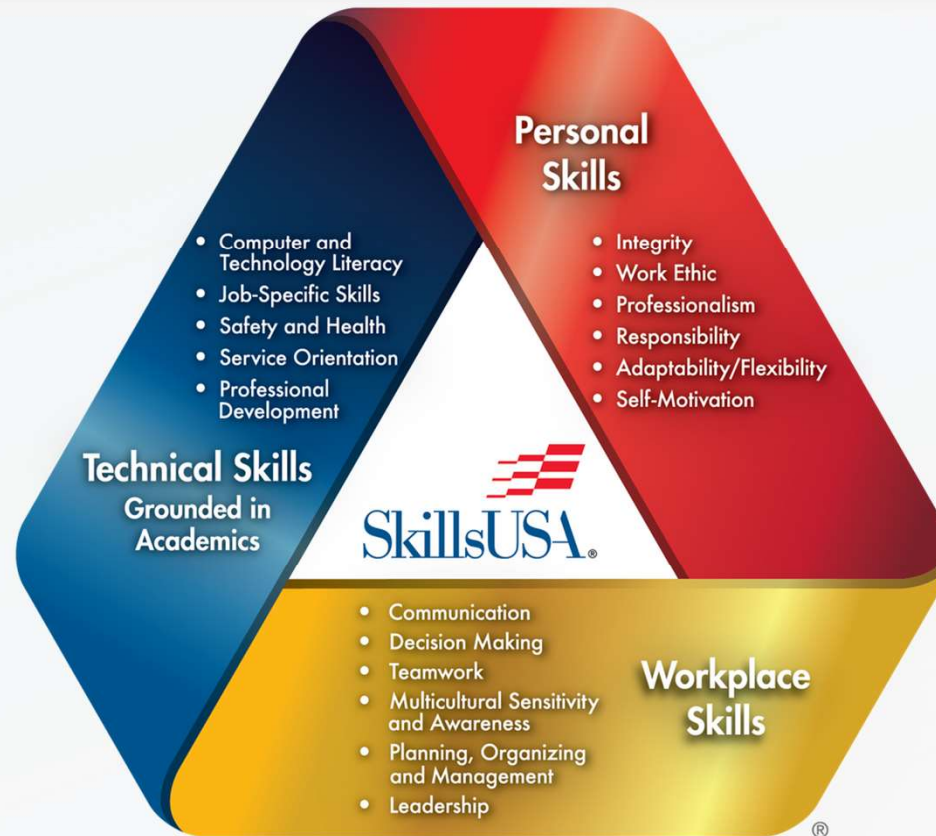 Personal
Skills
• Integrity
• Work Ethic
• Professionalism
• Responsibility
• Adaptability/Flexibility
• Self-Motivation
• Computer and
Technology Literacy
• Job-Specific Skills
• Safety and Health
• Service Orientation
• Professional
Development
Technical Skills
Grounded in
Academics
SkillsUSA®
• Communication
• Decision Making
• Teamwork
• Multicultural Sensitivity
and Awareness
• Planning, Organizing
and Management
• Leadership
Workplace
Skills
®